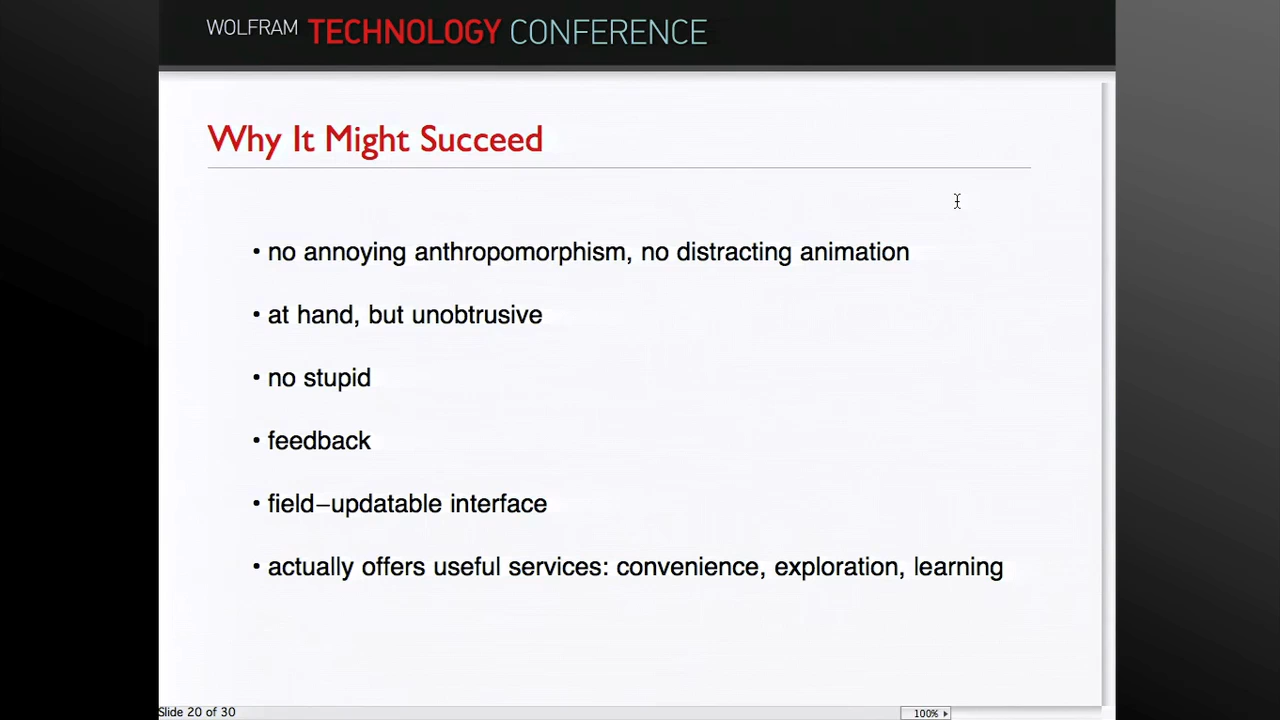 WOLFRAM TECHNOLOGY CONFERENCE
Why It Might Succeed
• no annoying anthropomorphism, no distracting animation
• at hand, but unobtrusive
• no stupid
• feedback
• field–updatable interface
• actually offers useful services: convenience, exploration, learning
Slide 20 of 30
100%